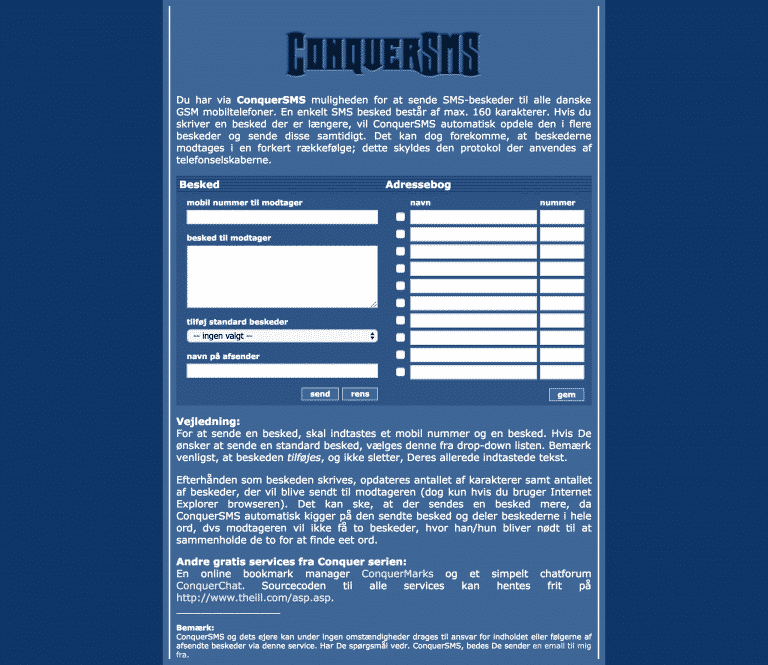 ConquerSMS
Du har via ConquerSMS muligheden for at sende SMS-beskeder til alle danske
GSM mobiltelefoner. En enkelt SMS besked består af max. 160 karakterer. Hvis du
skriver en besked der er længere, vil ConquerSMS automatisk opdele den i flere
beskeder og sende disse samtidigt. Det kan dog forekomme, at beskederne
modtages i en forkert rækkefølge; dette skyldes den protokol der anvendes af
telefonselskaberne.
Besked Adressebog
mobil nummer til modtager navn nummer
besked til modtager
tilføj standard beskeder
-- ingen valgt --
navn på afsender
send rens gem
Vejledning:
For at sende en besked, skal indtastes et mobil nummer og en besked. Hvis De
ønsker at sende en standard besked, vælges denne fra drop-down listen. Bemærk
venligst, at beskeden tilføjes, og ikke sletter, Deres allerede indtastede tekst.
Efterhånden som beskeden skrives, opdateres antallet af karakterer samt antallet
af beskeder, der vil blive sendt til modtageren (dog kun hvis du bruger Internet
Explorer browseren). Det kan ske, at der sendes en besked mere, da
ConquerSMS automatisk kigger på den sendte besked og deler beskederne i hele
ord, dvs modtageren vil ikke få to beskeder, hvor han/hun bliver nødt til at
sammenholde de to for at finde eet ord.
Andre gratis services fra Conquer serien:
En online bookmark manager ConquerMarks og et simpelt chatforum
ConquerChat. Sourcecoden til alle services kan hentes frit på
http://www.theill.com/asp.asp.
Bemærk:
ConquerSMS og dets ejere kan under ingen omstændigheder drages til ansvar for indholdet eller følgerne af
afsendte beskeder via denne service. Har De spørgsmål vedr. ConquerSMS, bedes De sender en email til mig
fra.